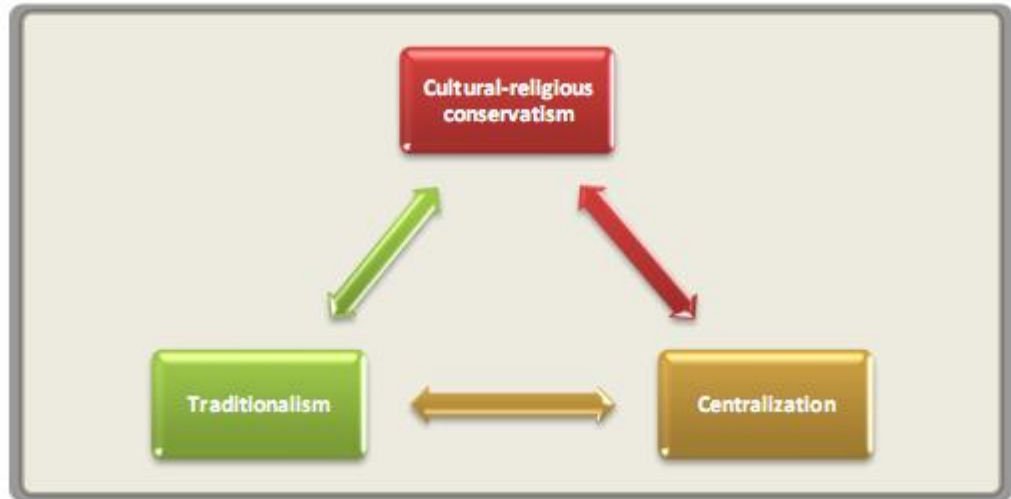 Cultural-religious
conservatism
Traditionalism
Centralization